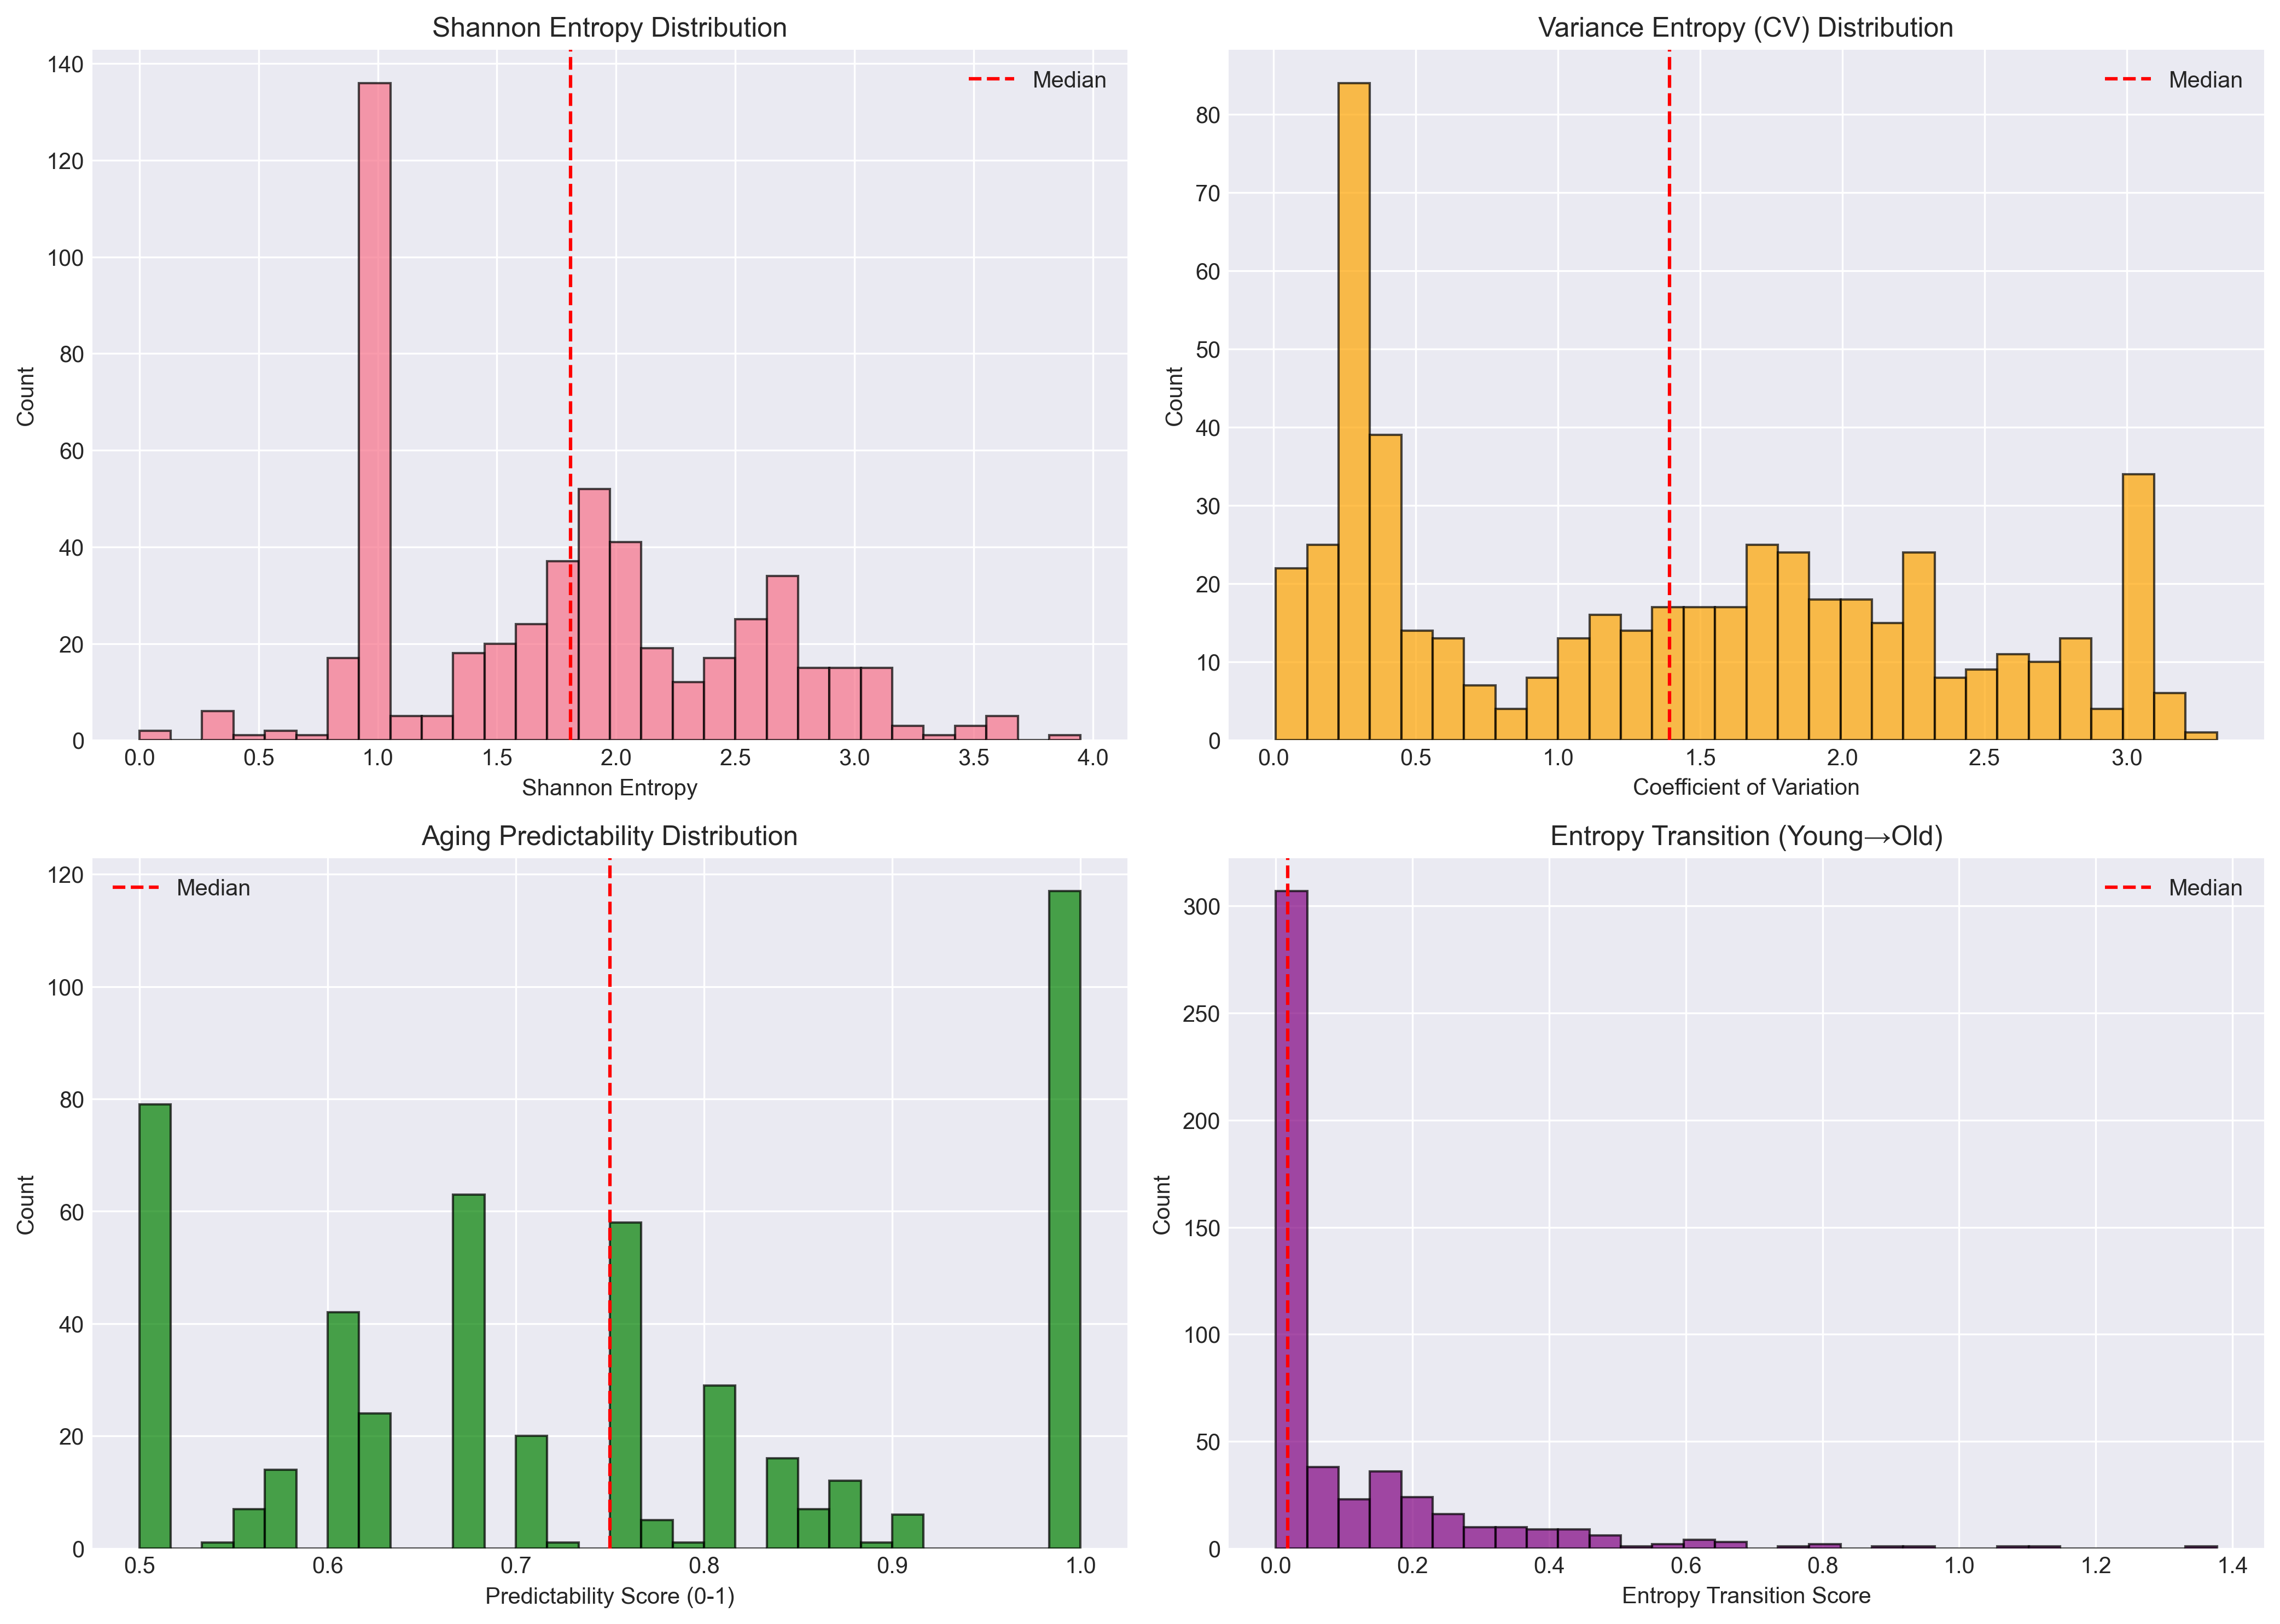 Shannon Entropy Distribution
Median
140
120
100
80
60
40
20
0
Count
0.0 0.5 1.0 1.5 2.0 2.5 3.0 3.5 4.0
Shannon Entropy
Variance Entropy (CV) Distribution
Median
80
70
60
50
40
30
20
10
0
Count
0.0 0.5 1.0 1.5 2.0 2.5 3.0
Coefficient of Variation
Aging Predictability Distribution
Median
120
100
80
60
40
20
0
Count
0.5 0.6 0.7 0.8 0.9 1.0
Predictability Score (0-1)
Entropy Transition (Young→Old)
Median
300
250
200
150
100
50
0
Count
0.0 0.2 0.4 0.6 0.8 1.0 1.2 1.4
Entropy Transition Score